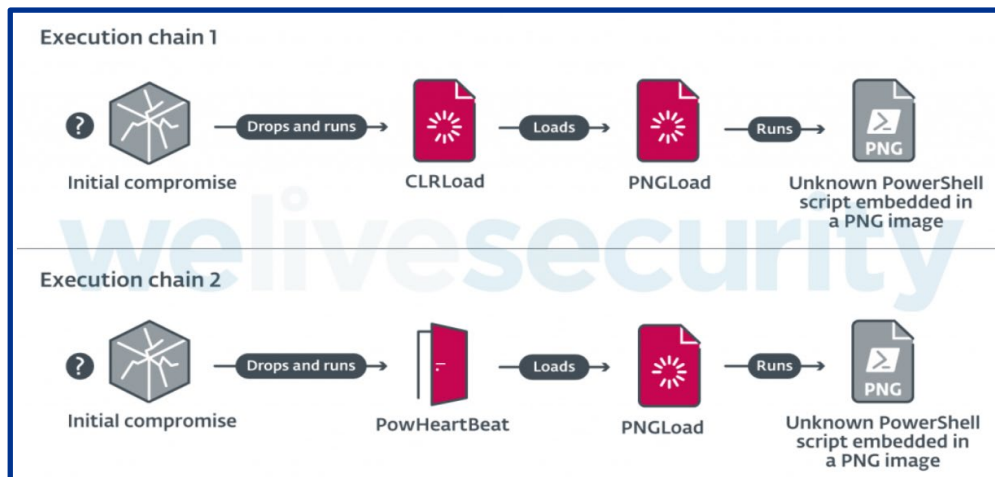 Execution chain 1
?
Drops and runs
Loads
Runs
PNG
Initial compromise
CLRLoad
PNGLoad
Unknown PowerShell
script embedded in
a PNG image
welivesecurity
Execution chain 2
?
Drops and runs
Loads
Runs
PNG
Initial compromise
PowHeartBeat
PNGLoad
Unknown PowerShell
script embedded in
a PNG image